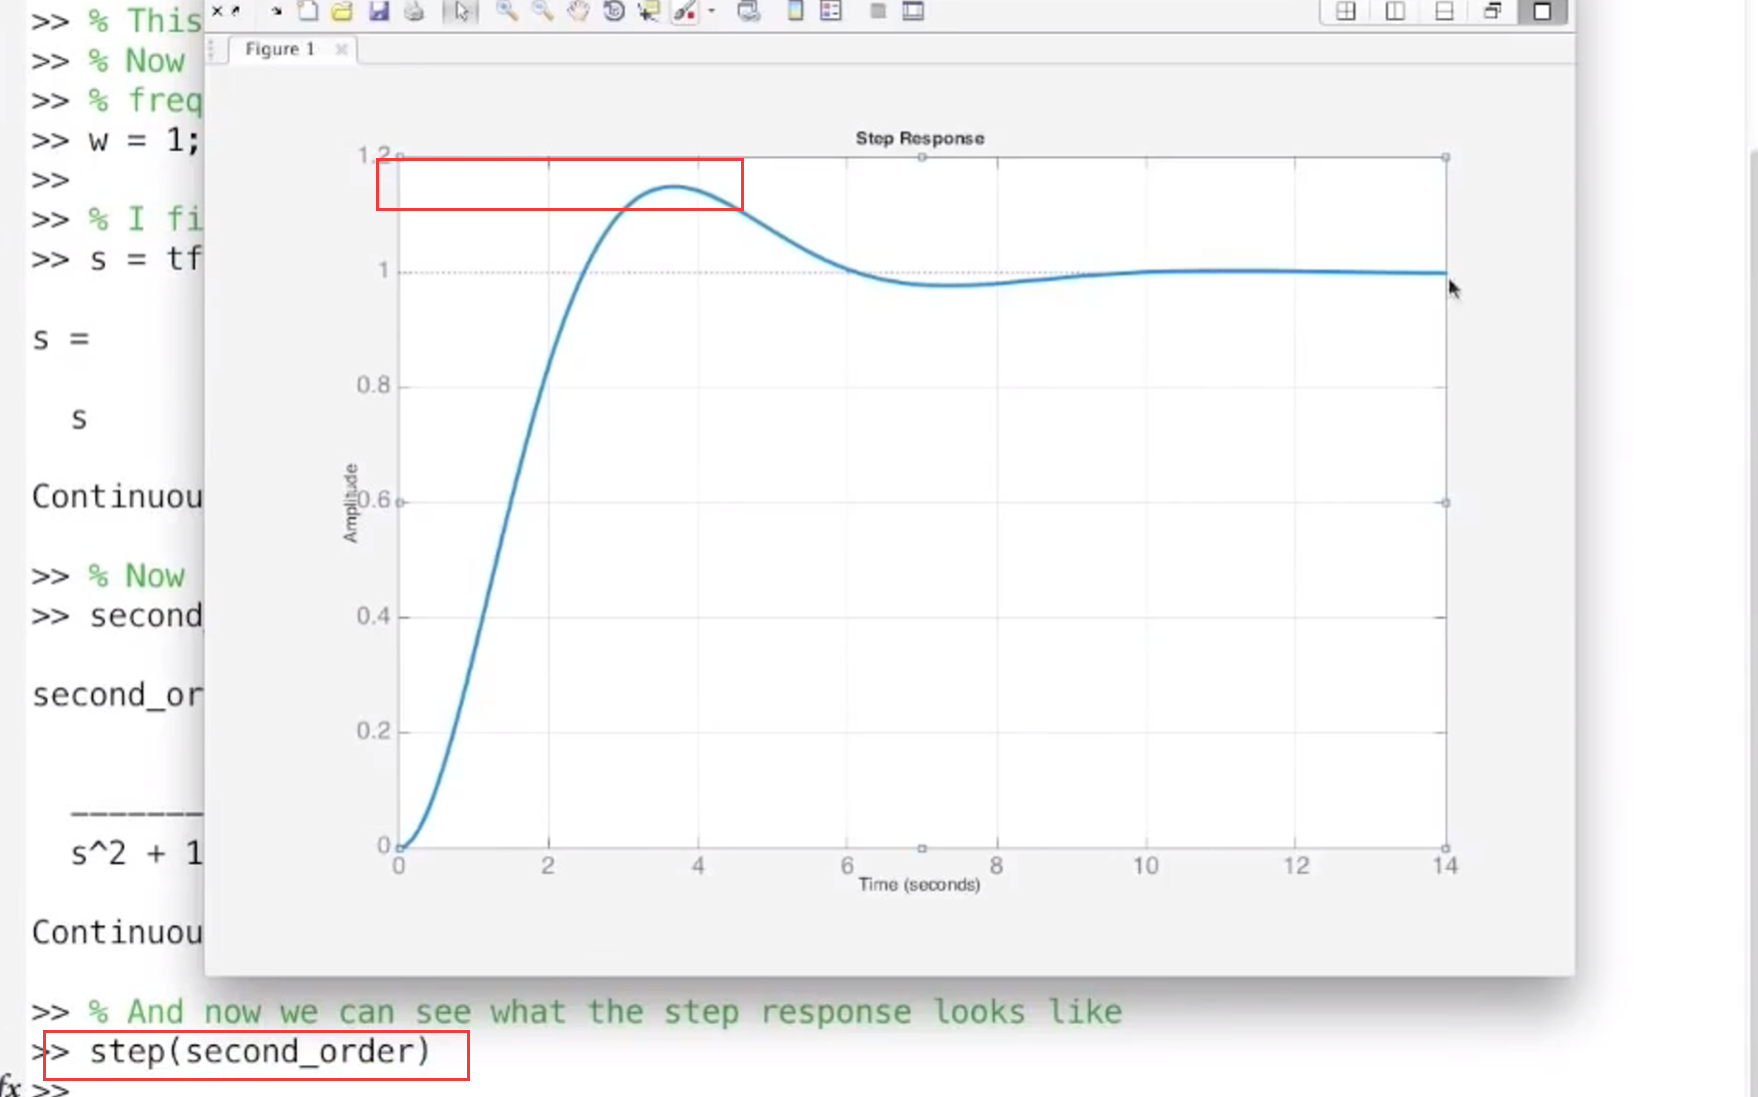 >> % This
>> % Now
>> % freq
>> w = 1;
>>
>> % I fi
>> s = tf
s =
s
Continuou
>> % Now
>> second_
second_or
-------
s^2 + 1
Continuou
>> % And now we can see what the step response looks like
>> step(second_order)
fx >>
Figure 1
Step Response
1.2
1
0.8
0.6
0.4
0.2
0
Amplitude
0 2 4 6 8 10 12 14
Time (seconds)